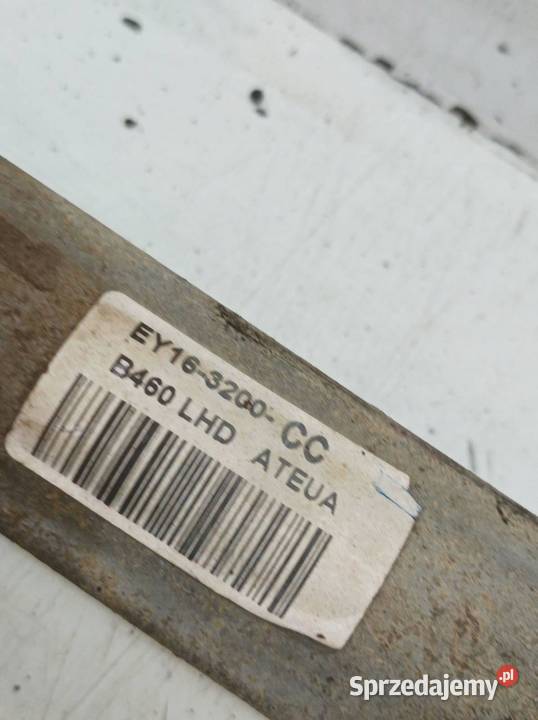 EY16-3200-CC
B460 LHD ATEUA
Sprzedajemy.pl